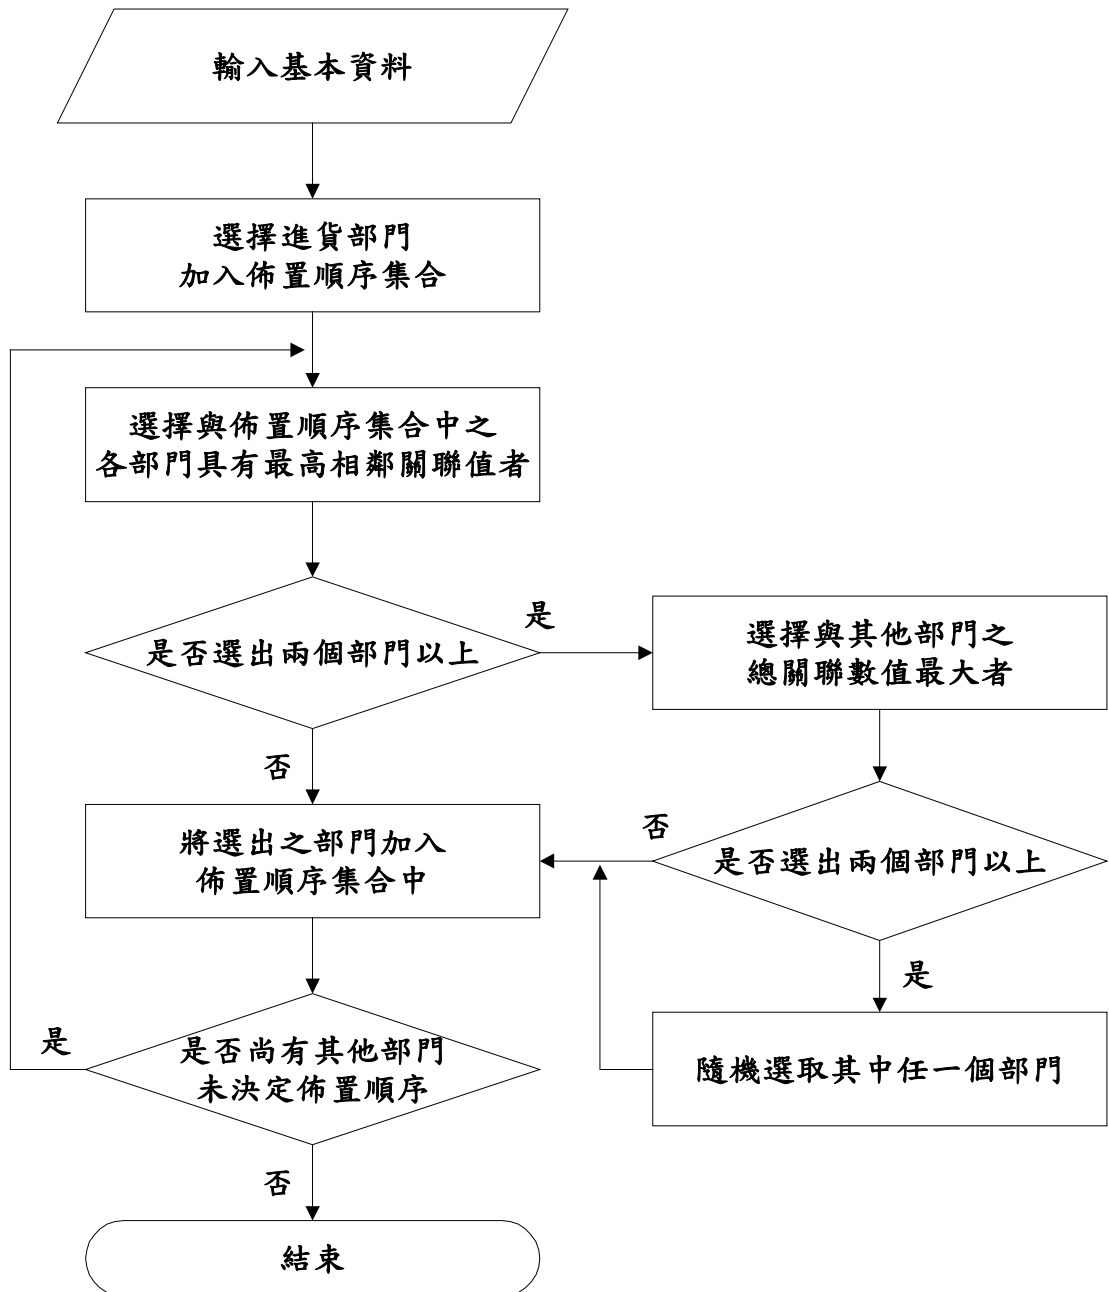 輸入基本資料
選擇進貨部門
加入佈置順序集合
選擇與佈置順序集合中之
各部門具有最高相鄰關聯值者
是否選出兩個部門以上
是
選擇與其他部門之
總關聯數值最大者
否
將選出之部門加入
佈置順序集合中
否
是否選出兩個部門以上
是
隨機選取其中任一個部門
是
是否尚有其他部門
未決定佈置順序
否
結束